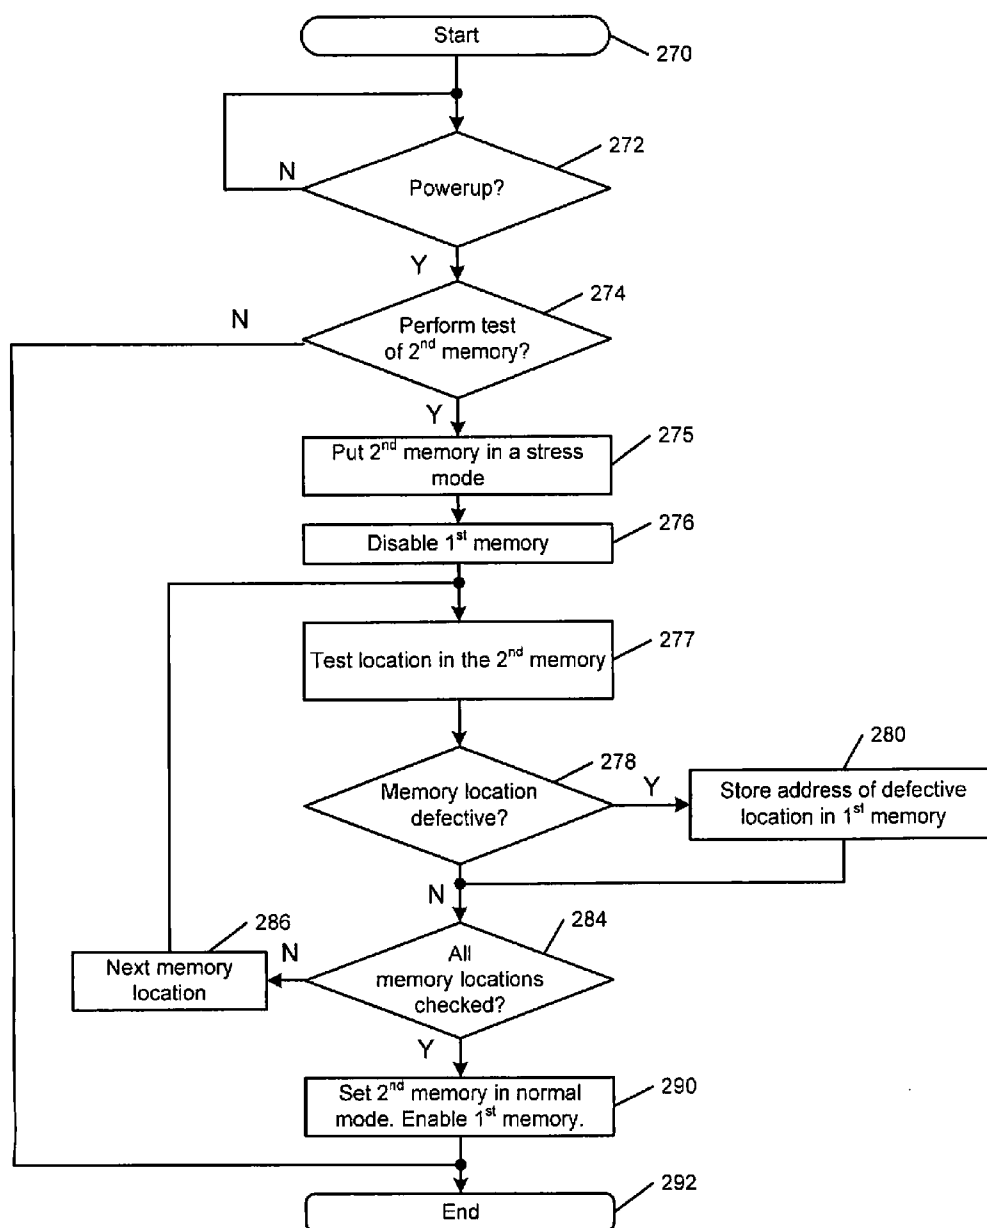 Start
270
272
N
Powerup?
Y
274
N
Perform test
of 2nd memory?
Y
275
Put 2nd memory in a stress
mode
276
Disable 1st memory
277
Test location in the 2nd memory
278
280
Memory location
defective?
Y
Store address of defective
location in 1st memory
N
284
286
N
All
memory locations
checked?
Next memory
location
Y
290
Set 2nd memory in normal
mode. Enable 1st memory.
292
End